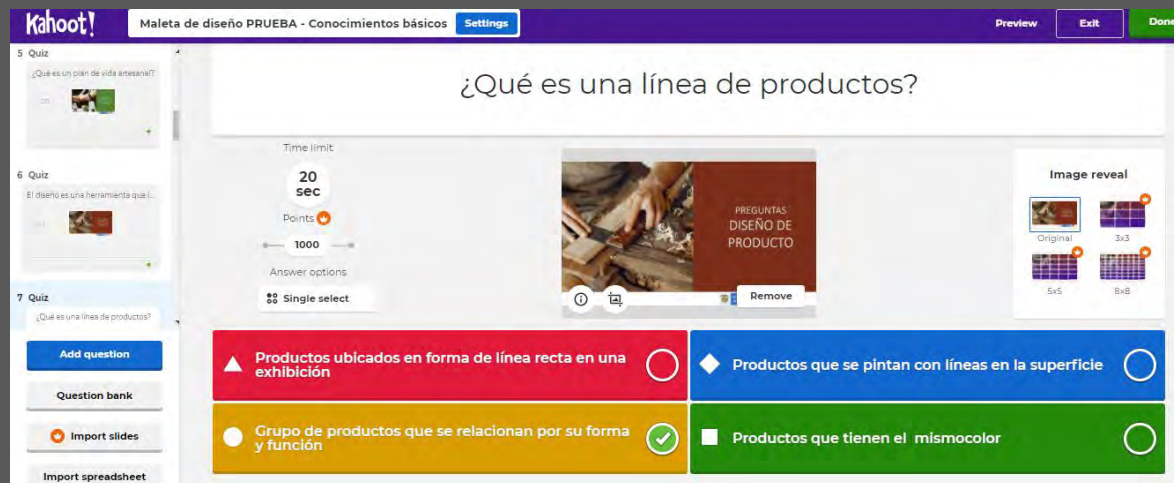 Kahoot!
Maleta de diseño PRUEBA - Conocimientos básicos
Settings
Preview
Exit
Done
5 Quiz
¿Qué es un plan de vida artesanal?
6 Quiz
El diseño es una herramienta que l...
7 Quiz
¿Qué es una línea de productos?
Add question
Question bank
Import slides
Import spreadsheet
¿Qué es una línea de productos?
Time limit
20
sec
Points
1000
Answer options
Single select
PREGUNTAS
DISEÑO DE
PRODUCTO
Remove
Image reveal
Original
3x3
5x5
8x8
Productos ubicados en forma de línea recta en una
exhibición
Productos que se pintan con líneas en la superficie
Grupo de productos que se relacionan por su forma
y función
Productos que tienen el mismocolor